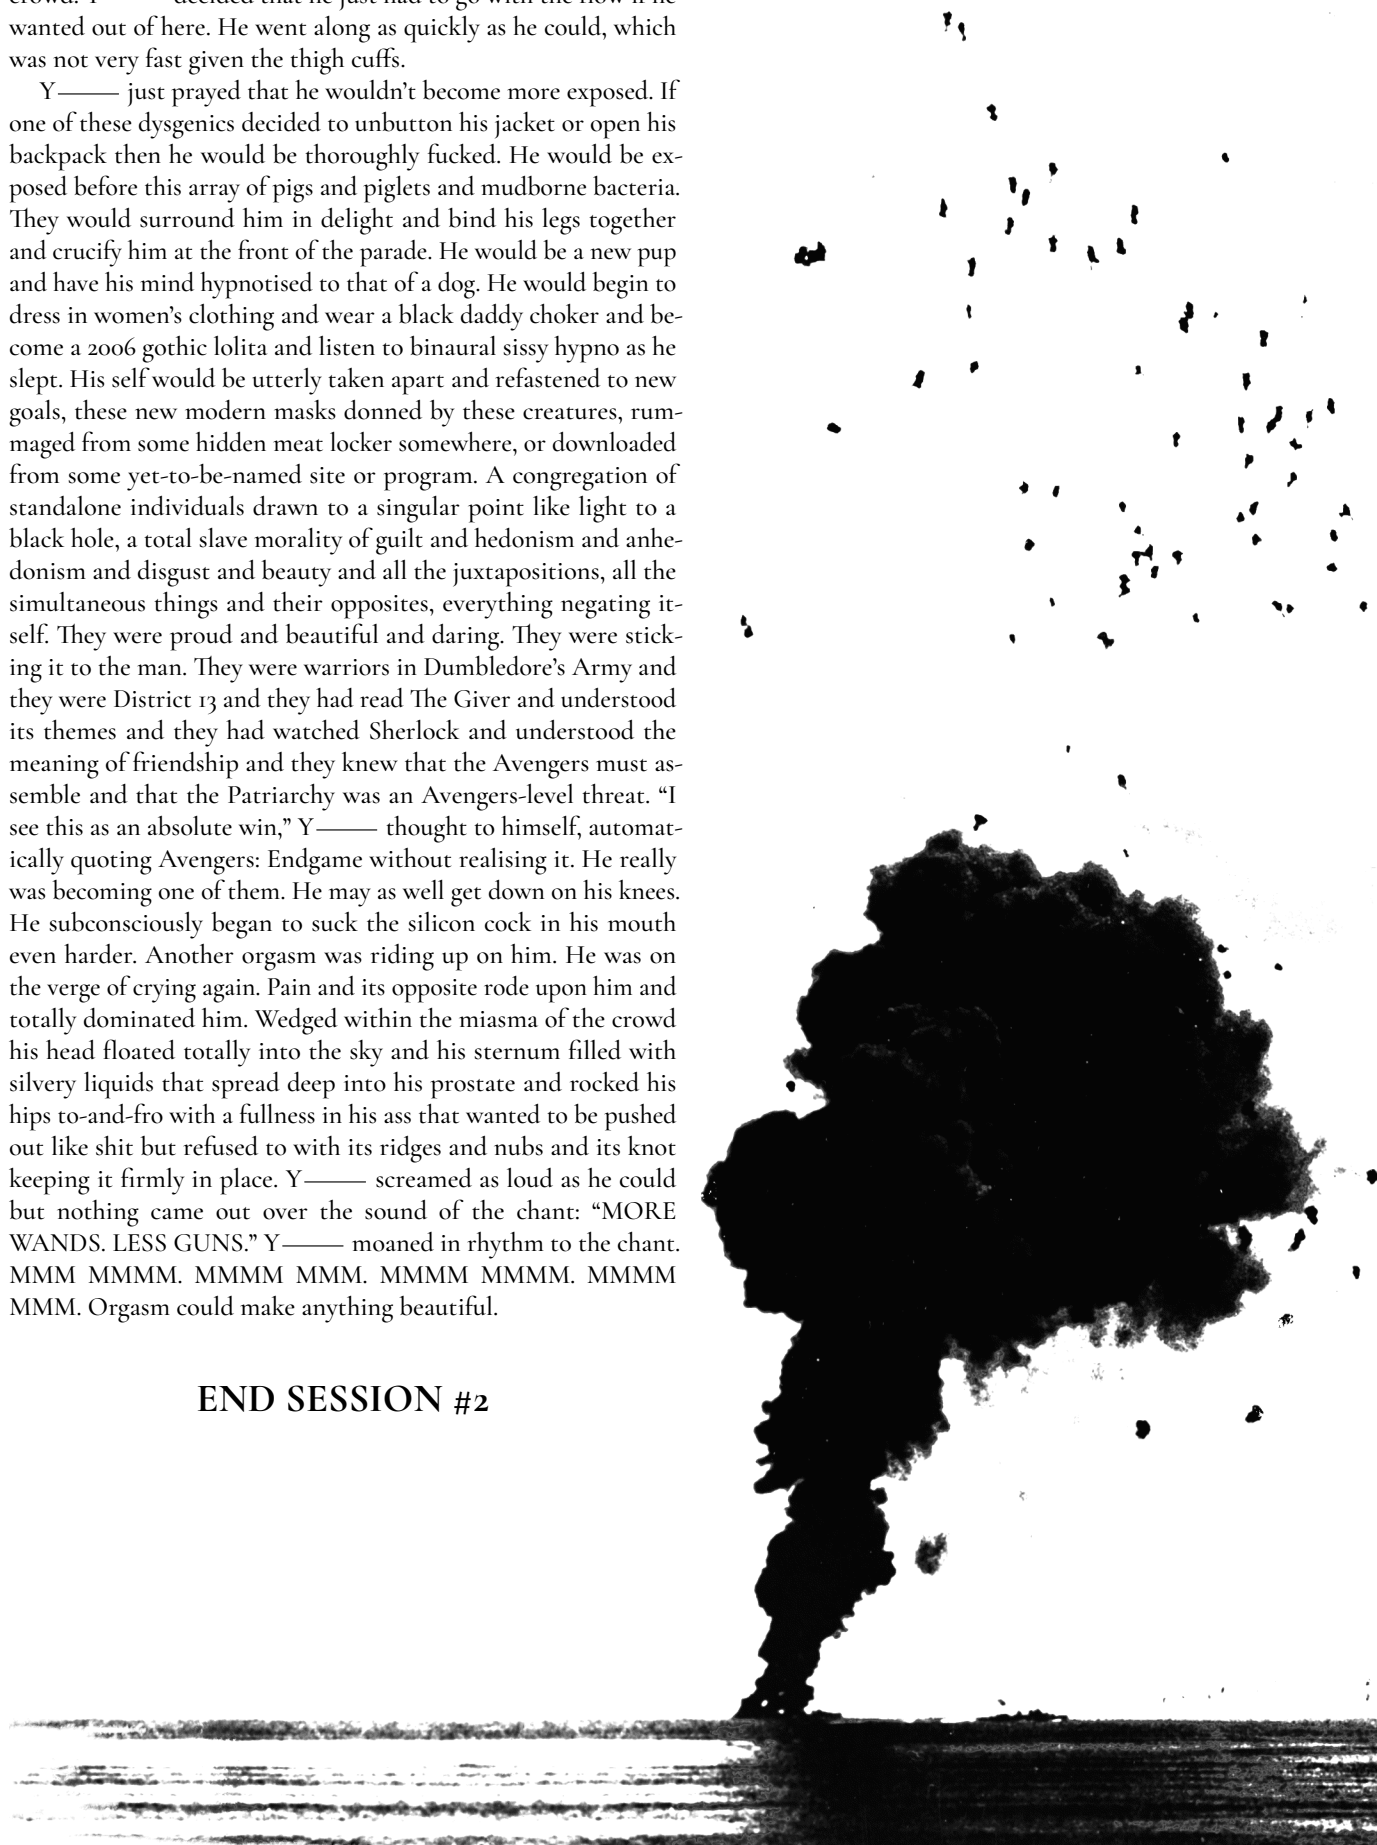 decided that he just had to go with the flow if he
wanted out of here. He went along as quickly as he could, which
was not very fast given the thigh cuffs.
Y—— just prayed that he wouldn’t become more exposed. If
one of these dysgenics decided to unbutton his jacket or open his
backpack then he would be thoroughly fucked. He would be ex-
posed before this array of pigs and piglets and mudborne bacteria.
They would surround him in delight and bind his legs together
and crucify him at the front of the parade. He would be a new pup
and have his mind hypnotised to that of a dog. He would begin to
dress in women’s clothing and wear a black daddy choker and be-
come a 2006 gothic lolita and listen to binaural sissy hypno as he
slept. His self would be utterly taken apart and refastened to new
goals, these new modern masks donned by these creatures, rum-
maged from some hidden meat locker somewhere, or downloaded
from some yet-to-be-named site or program. A congregation of
standalone individuals drawn to a singular point like light to a
black hole, a total slave morality of guilt and hedonism and anhe-
donism and disgust and beauty and all the juxtapositions, all the
simultaneous things and their opposites, everything negating it-
self. They were proud and beautiful and daring. They were stick-
ing it to the man. They were warriors in Dumbledore’s Army and
they were District 13 and they had read The Giver and understood
its themes and they had watched Sherlock and understood the
meaning of friendship and they knew that the Avengers must as-
semble and that the Patriarchy was an Avengers-level threat. “I
see this as an absolute win,” Y—— thought to himself, automat-
ically quoting Avengers: Endgame without realising it. He really
was becoming one of them. He may as well get down on his knees.
He subconsciously began to suck the silicon cock in his mouth
even harder. Another orgasm was riding up on him. He was on
the verge of crying again. Pain and its opposite rode upon him and
totally dominated him. Wedged within the miasma of the crowd
his head floated totally into the sky and his sternum filled with
silvery liquids that spread deep into his prostate and rocked his
hips to-and-fro with a fullness in his ass that wanted to be pushed
out like shit but refused to with its ridges and nubs and its knot
keeping it firmly in place. Y—— screamed as loud as he could
but nothing came out over the sound of the chant: “MORE
WANDS. LESS GUNS.” Y—— moaned in rhythm to the chant.
MMM MMMM. MMMM MMM. MMMM MMMM. MMMM
MMM. Orgasm could make anything beautiful.
END SESSION #2